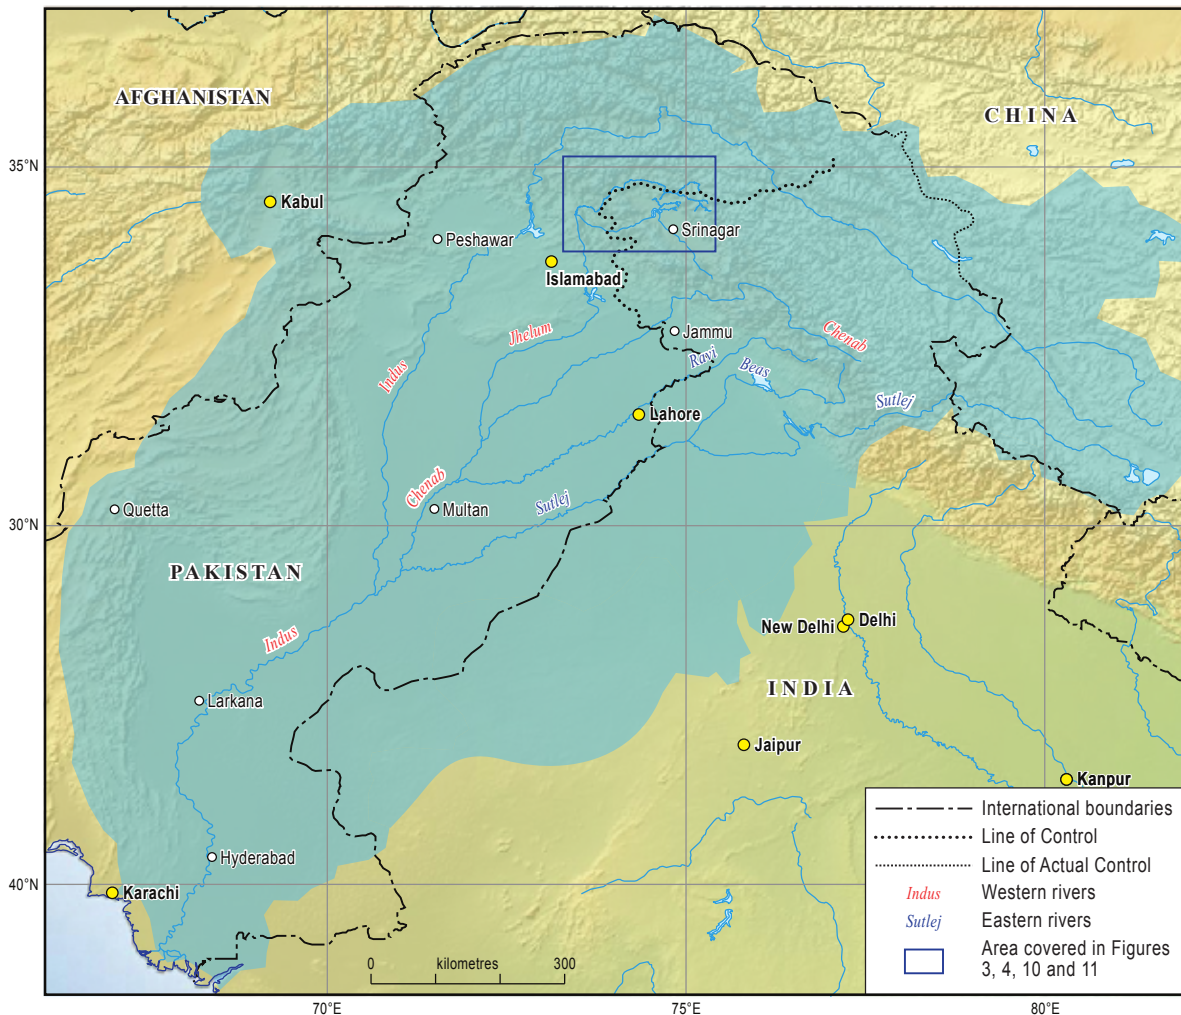 AFGHANISTAN
CHINA
35°N
Kabul
Peshawar
Srinagar
Islamabad
Jhelum
Jammu
Chenab
Ravi
Beas
Indus
Sutlej
Lahore
Chenab
Multan
Sutlej
Quetta
30°N
PAKISTAN
New Delhi
Delhi
Indus
INDIA
Larkana
Jaipur
Kanpur
Hyderabad
40°N
Karachi
International boundaries
Line of Control
Line of Actual Control
Indus Western rivers
Sutlej Eastern rivers
Area covered in Figures
3, 4, 10 and 11
0 kilometres 300
70°E 75°E 80°E